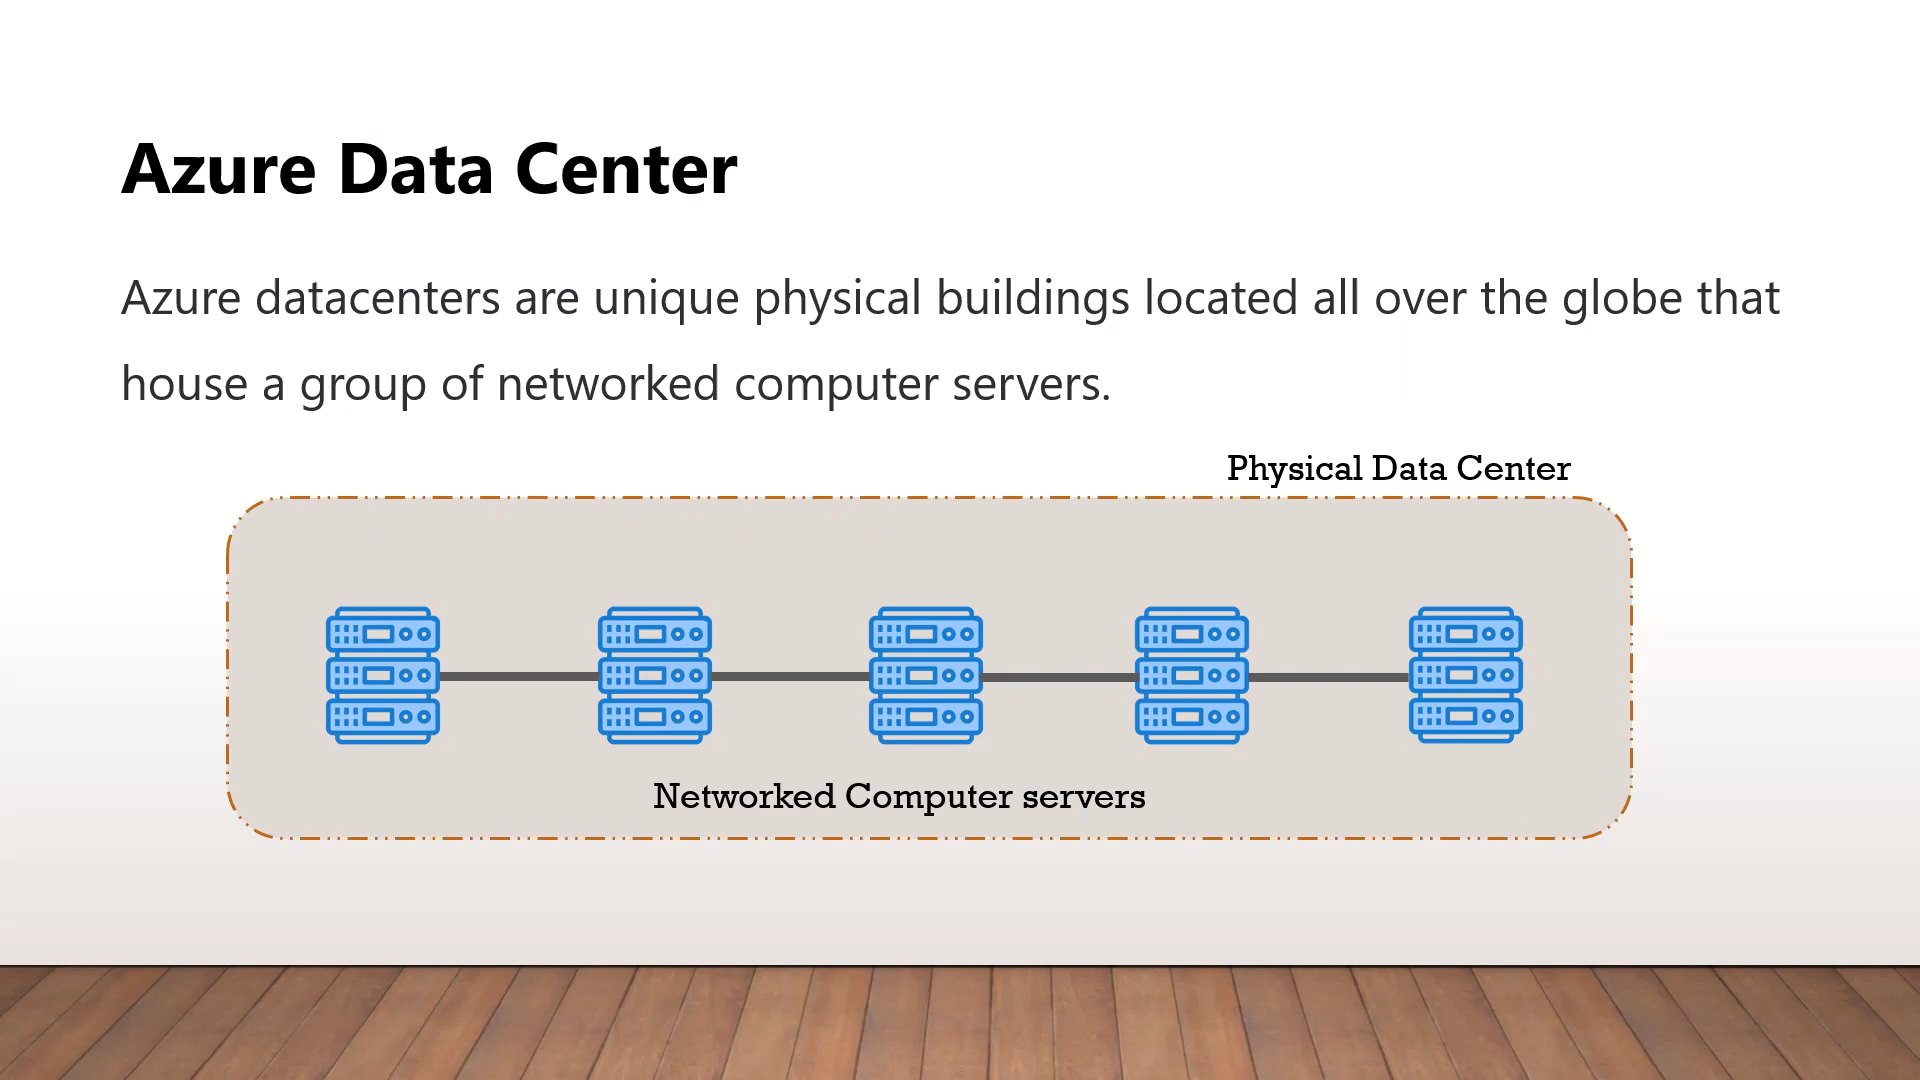 Azure Data Center
Azure datacenters are unique physical buildings located all over the globe that
house a group of networked computer servers.
Physical Data Center
Networked Computer servers